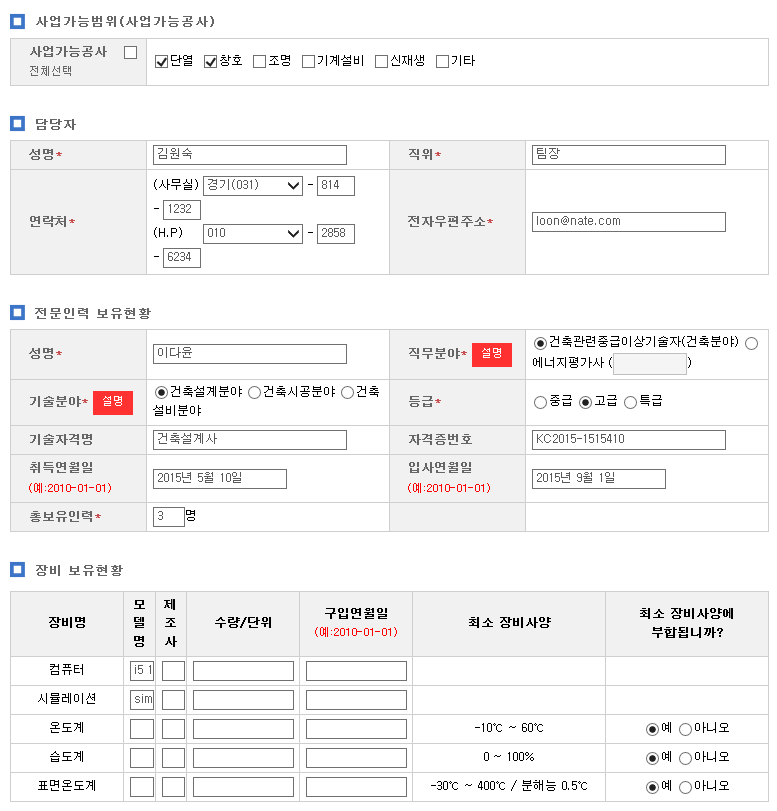 사업가능범위(사업가능공사)
사업가능공사
전체선택
단열 창호 조명 기계설비 신재생 기타
담당자
성명* 김원숙 직위* 팀장
연락처* (사무실) 경기(031) - 814
- 1232
(H.P) 010 - 2858
- 6234
전자우편주소* loon@nate.com
전문인력 보유현황
성명* 이다윤 직무분야* 설명 건축관련중급이상기술자(건축분야)
에너지평가사 ( )
기술분야* 설명 건축설계분야 건축시공분야 건축
설비분야
등급* 중급 고급 특급
기술자격명 건축설계사 자격증번호 KC2015-1515410
취득연월일
(예:2010-01-01)
2015년 5월 10일
입사연월일
(예:2010-01-01)
2015년 9월 1일
총보유인력* 3 명
장비 보유현황
장비명
모
델
명
제
조
사
수량/단위
구입연월일
(예:2010-01-01)
최소 장비사양
최소 장비사양에
부합됩니까?
컴퓨터 i5 1
시뮬레이션 sim
온도계 -10℃ ~ 60℃ 예 아니오
습도계 0 ~ 100% 예 아니오
표면온도계 -30℃ ~ 400℃ / 분해능 0.5℃ 예 아니오